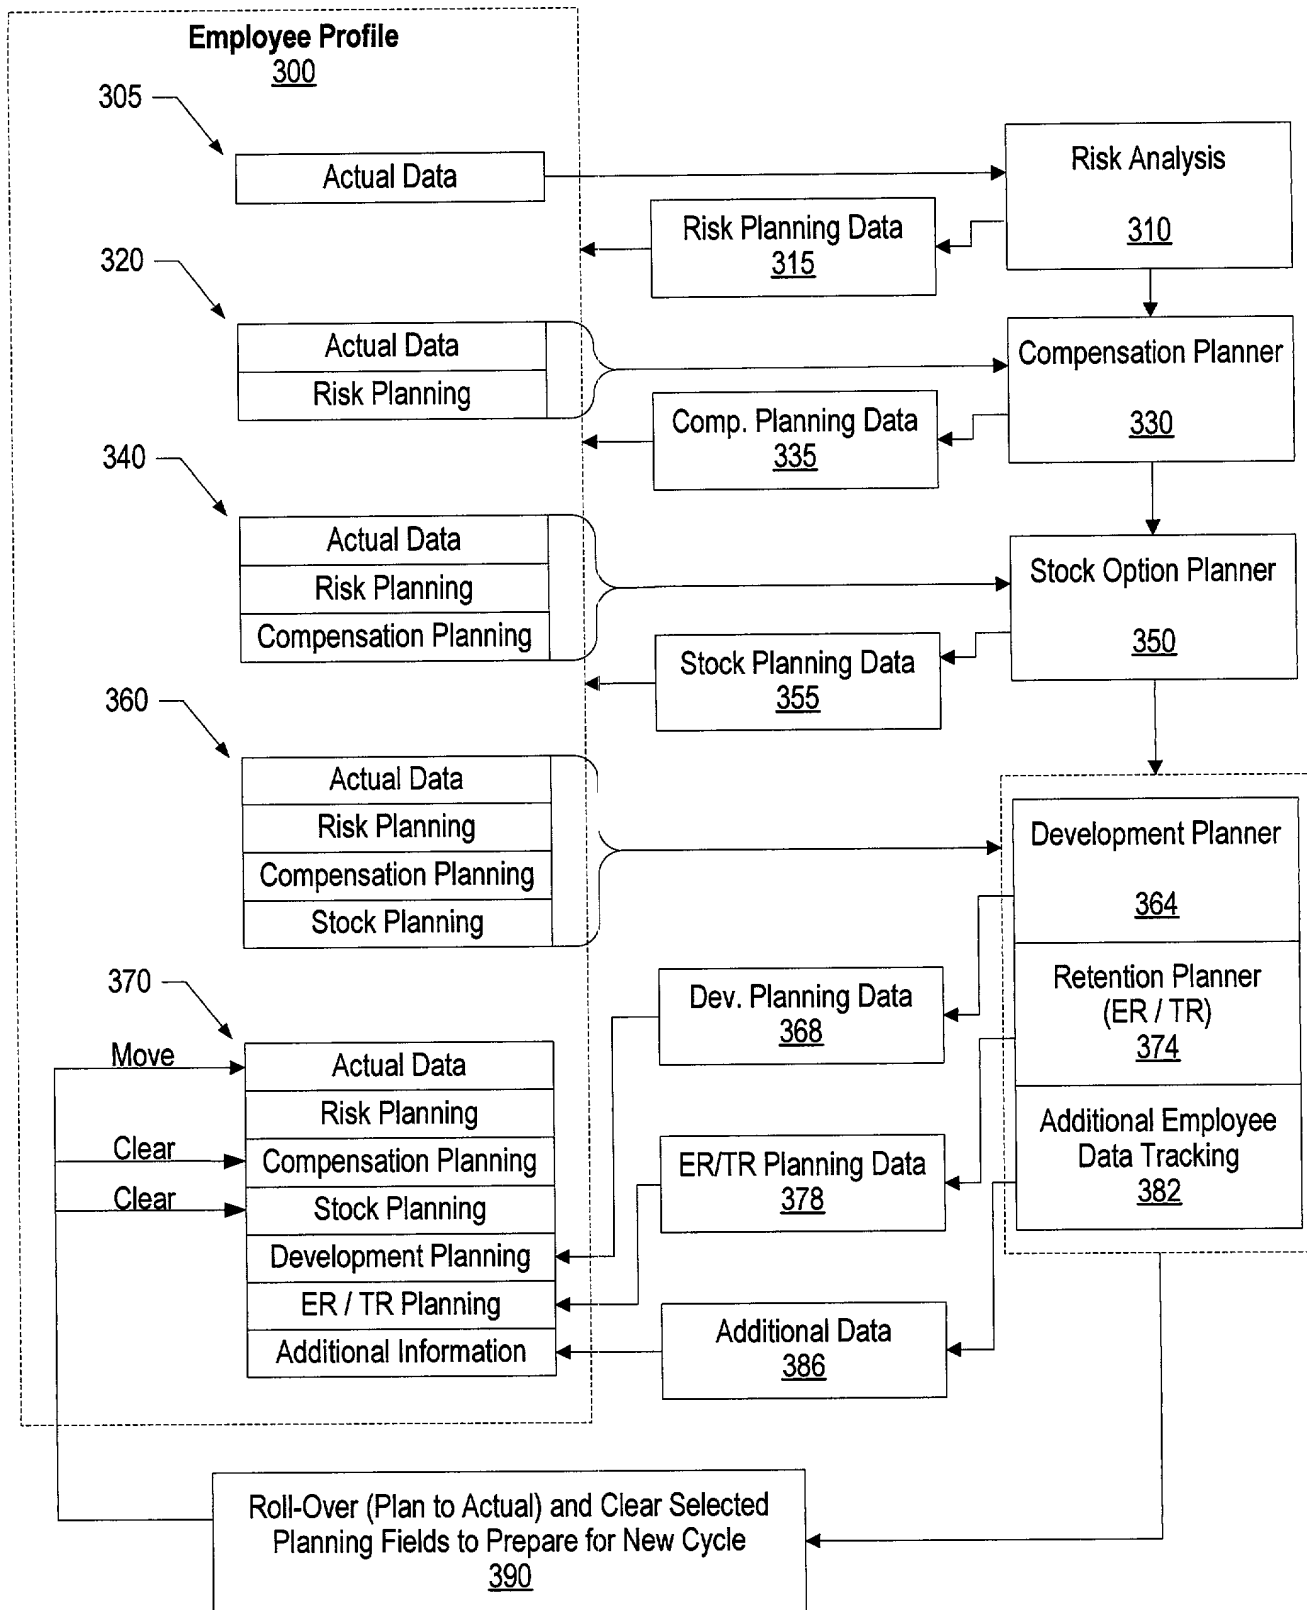 Employee Profile
300
305
Actual Data
Risk Analysis
310
Risk Planning Data
315
320
Actual Data
Risk Planning
Compensation Planner
330
Comp. Planning Data
335
340
Actual Data
Risk Planning
Compensation Planning
Stock Option Planner
350
Stock Planning Data
355
360
Actual Data
Risk Planning
Compensation Planning
Stock Planning
Development Planner
364
Retention Planner
(ER / TR)
374
Additional Employee
Data Tracking
382
Dev. Planning Data
368
ER/TR Planning Data
378
Additional Data
386
370
Move
Clear
Clear
Actual Data
Risk Planning
Compensation Planning
Stock Planning
Development Planning
ER / TR Planning
Additional Information
Roll-Over (Plan to Actual) and Clear Selected
Planning Fields to Prepare for New Cycle
390